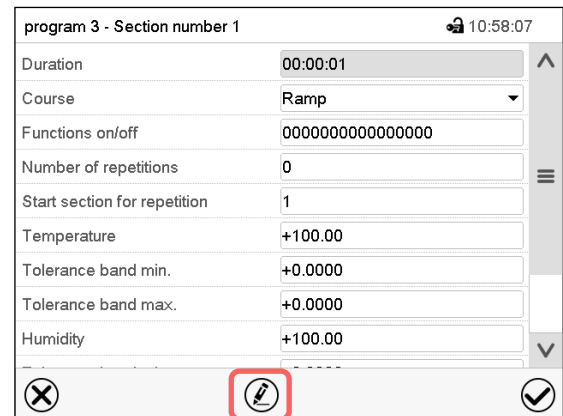 program 3 - Section number 1 10:58:07
Duration 00:00:01
Course Ramp
Functions on/off 0000000000000000
Number of repetitions 0
Start section for repetition 1
Temperature +100.00
Tolerance band min. +0.0000
Tolerance band max. +0.0000
Humidity +100.00